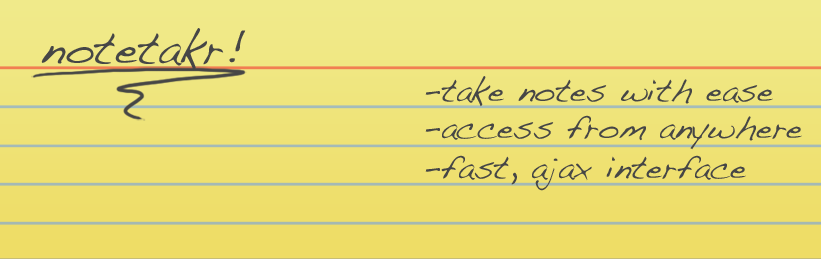 notetakr!
-take notes with ease
-access from anywhere
-fast, ajax interface